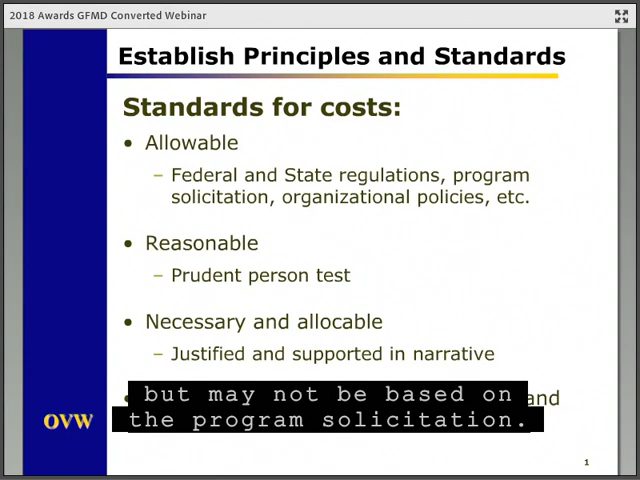 2018 Awards GFMD Converted Webinar
Establish Principles and Standards
Standards for costs:
• Allowable
– Federal and State regulations, program
solicitation, organizational policies, etc.
• Reasonable
– Prudent person test
• Necessary and allocable
– Justified and supported in narrative
and
but may not be based on
the program solicitation.
OVW
1